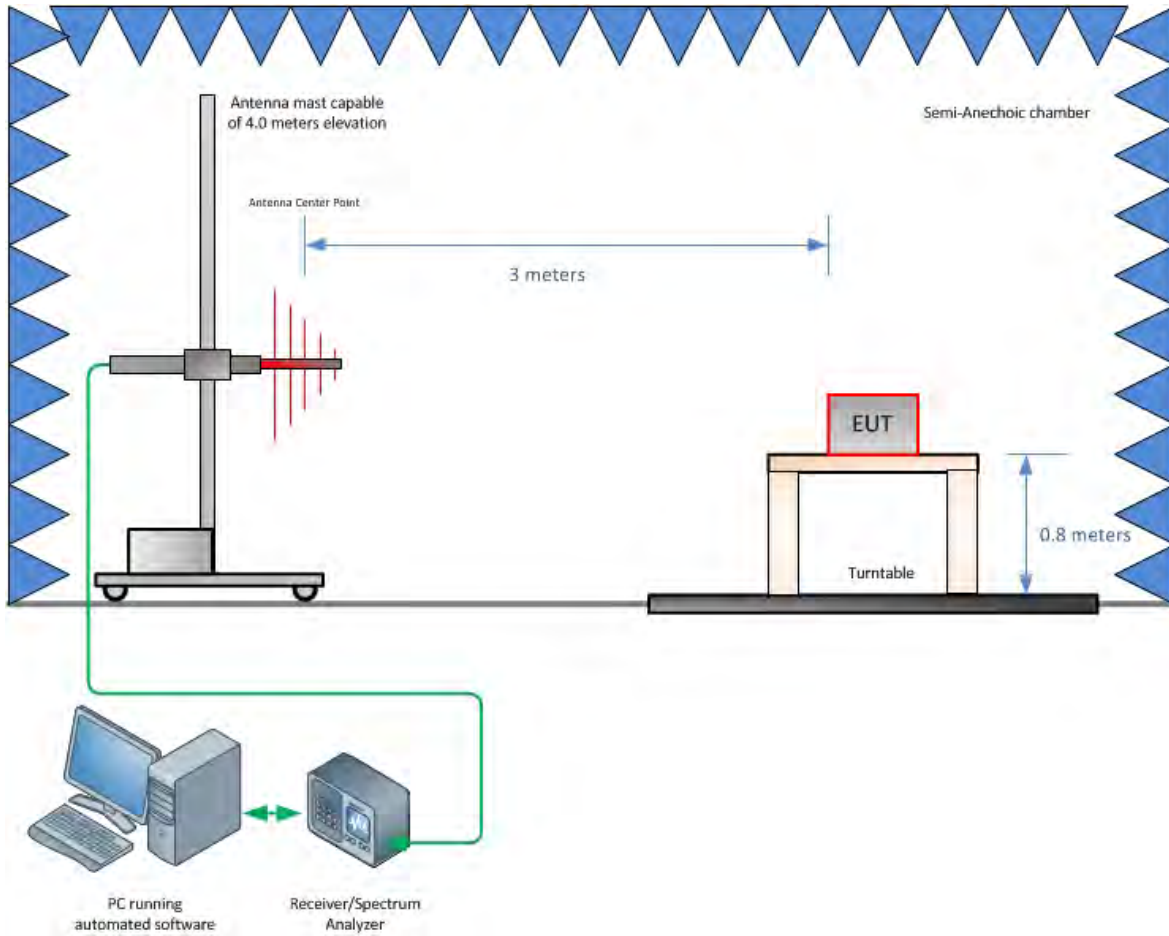 Antenna mast capable
of 4.0 meters elevation
Semi-Anechoic chamber
Antenna Center Point
3 meters
EUT
0.8 meters
Turntable
PC running
automated software
Receiver/Spectrum
Analyzer